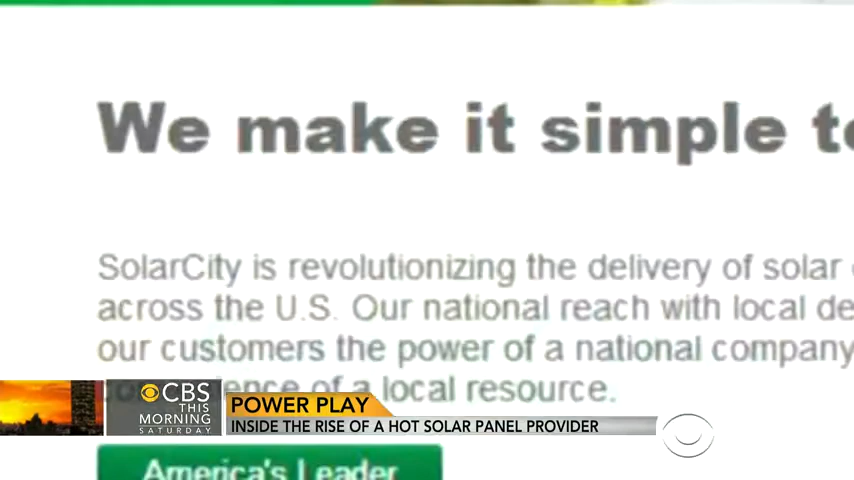 We make it simple
SolarCity is revolutionizing the delivery of solar
across the U.S. Our national reach with local
our customers the power of a national company
of a local resource.
CBS
THIS
MORNING
SATURDAY
POWER PLAY
INSIDE THE RISE OF A HOT SOLAR PANEL PROVIDER
America's Leader